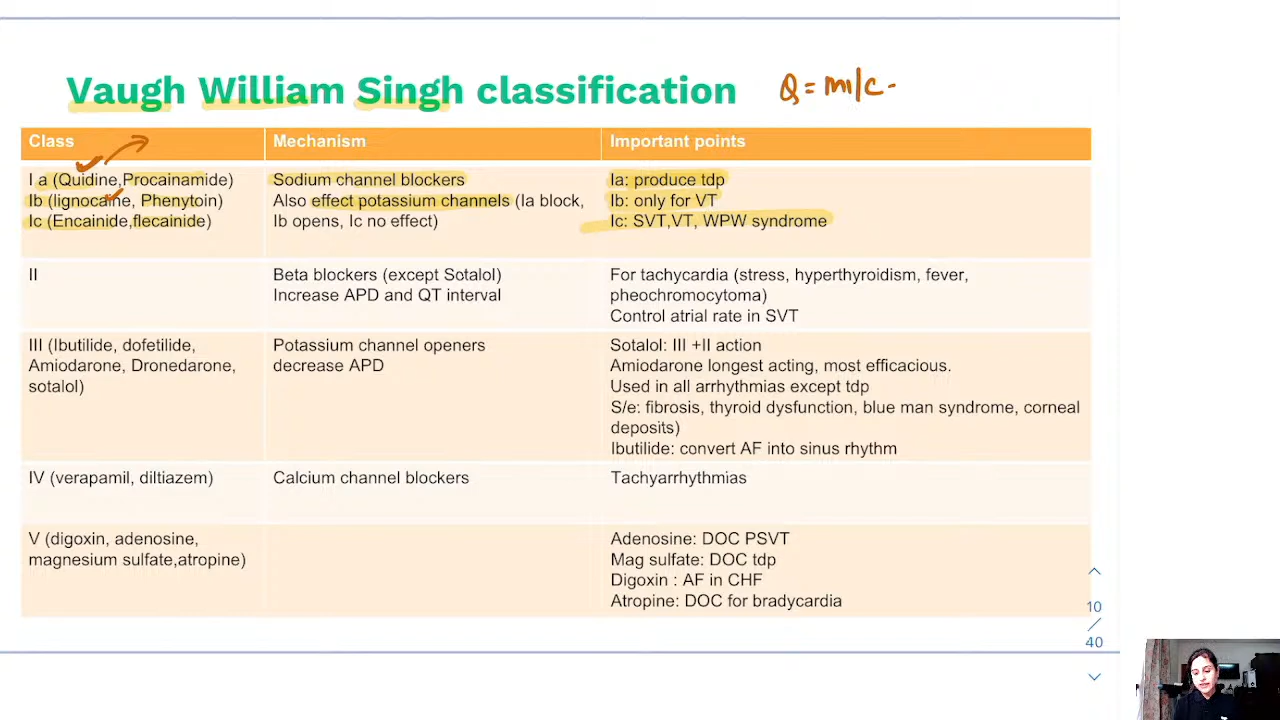 Vaugh William Singh classification
Q = m/c -
Class
Mechanism
Important points
I a (Quidine,Procainamide)
Ib (lignocaine, Phenytoin)
Ic (Encainide,flecainide)
Sodium channel blockers
Also effect potassium channels (Ia block,
Ib opens, Ic no effect)
Ia: produce tdp
Ib: only for VT
Ic: SVT,VT, WPW syndrome
II
Beta blockers (except Sotalol)
Increase APD and QT interval
For tachycardia (stress, hyperthyroidism, fever,
pheochromocytoma)
Control atrial rate in SVT
III (Ibutilide, dofetilide,
Amiodarone, Dronedarone,
sotalol)
Potassium channel openers
decrease APD
Sotalol: III +II action
Amiodarone longest acting, most efficacious.
Used in all arrhythmias except tdp
S/e: fibrosis, thyroid dysfunction, blue man syndrome, corneal
deposits)
Ibutilide: convert AF into sinus rhythm
IV (verapamil, diltiazem)
Calcium channel blockers
Tachyarrhythmias
V (digoxin, adenosine,
magnesium sulfate,atropine)
Adenosine: DOC PSVT
Mag sulfate: DOC tdp
Digoxin : AF in CHF
Atropine: DOC for bradycardia
10
/
40